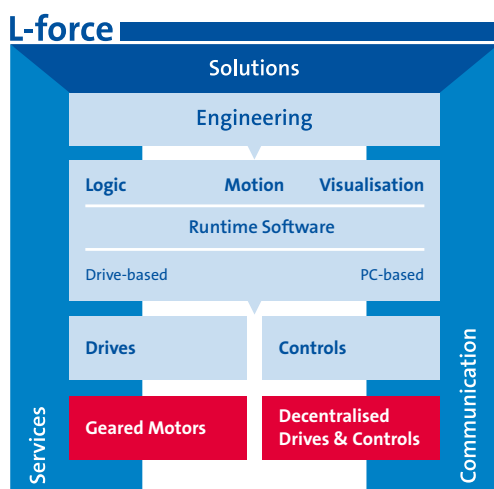 L-force
Solutions
Engineering
Logic Motion Visualisation
Runtime Software
Drive-based PC-based
Drives Controls
Geared Motors Decentralised
Drives & Controls
Services
Communication